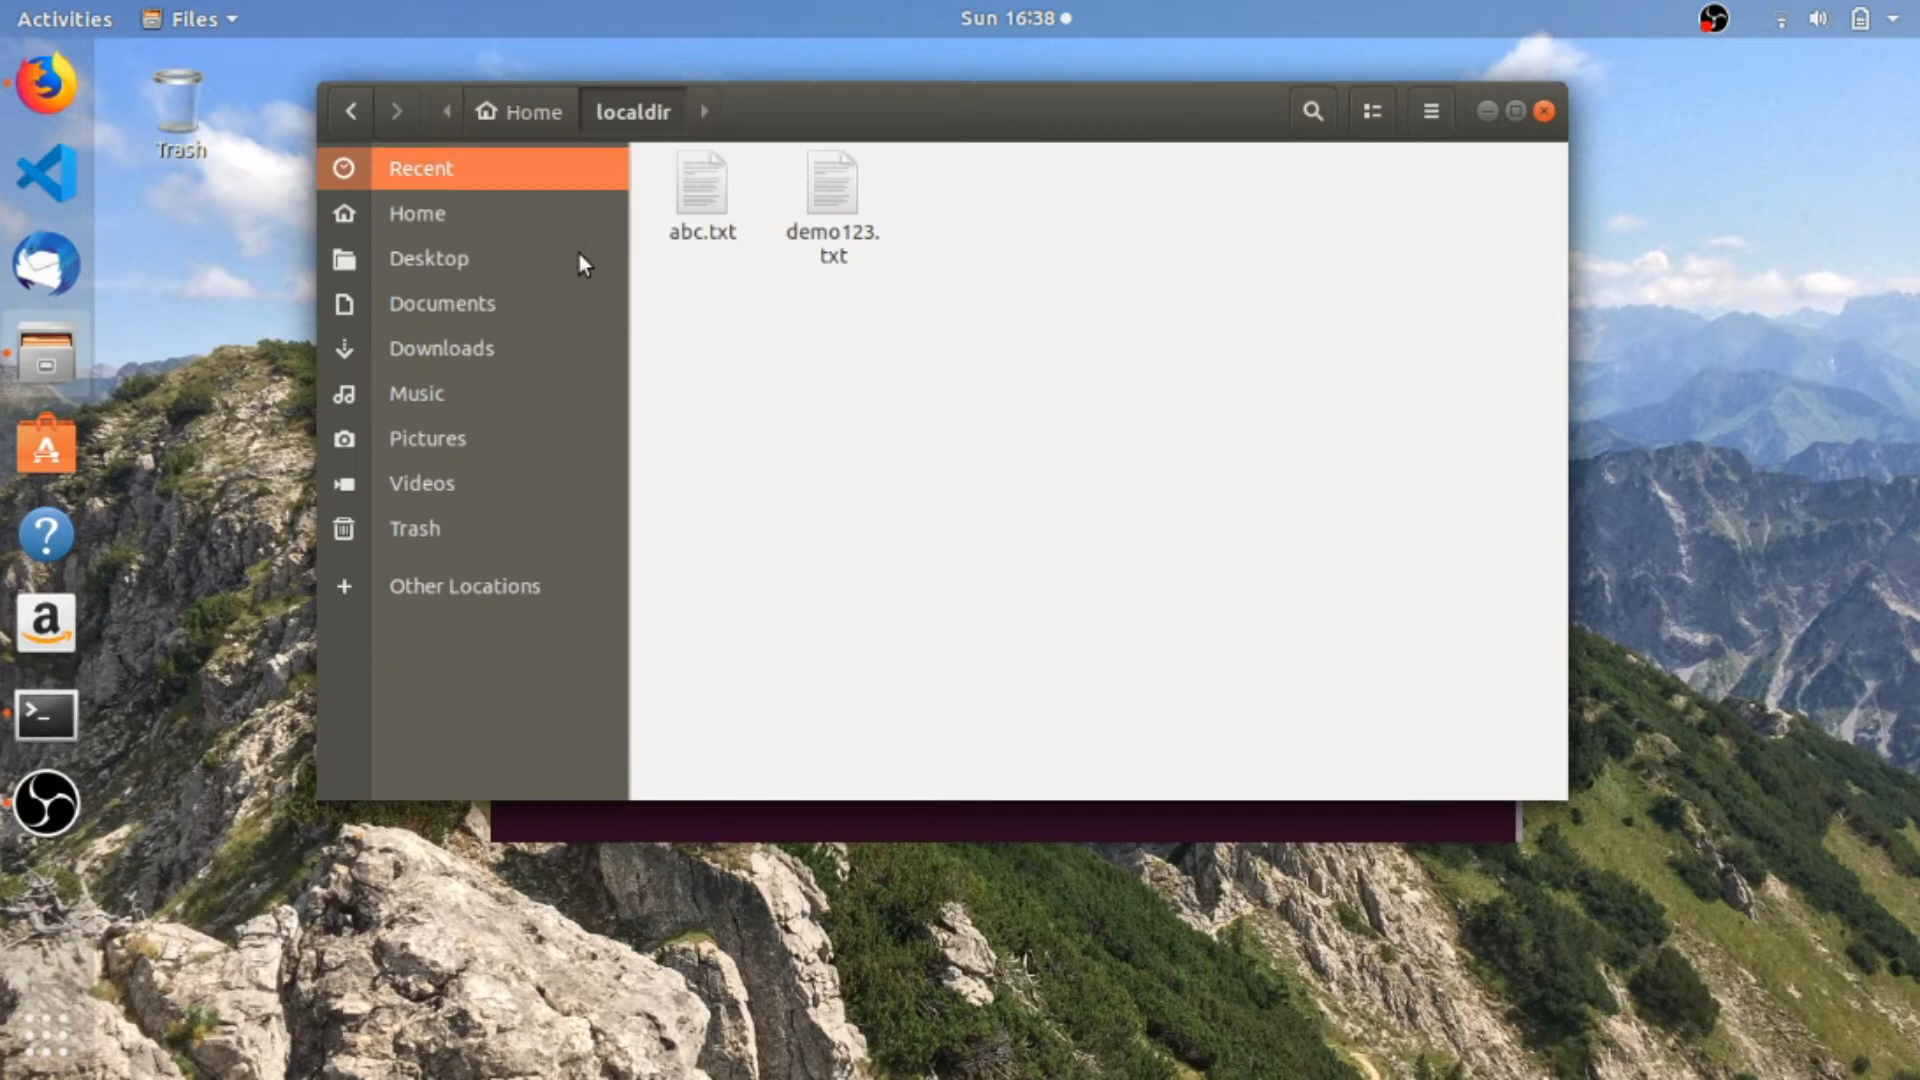 Activities
Files
Sun 16:38
Trash
Home
localdir
Recent
Home
Desktop
Documents
Downloads
Music
Pictures
Videos
Trash
Other Locations
abc.txt
demo123.
txt